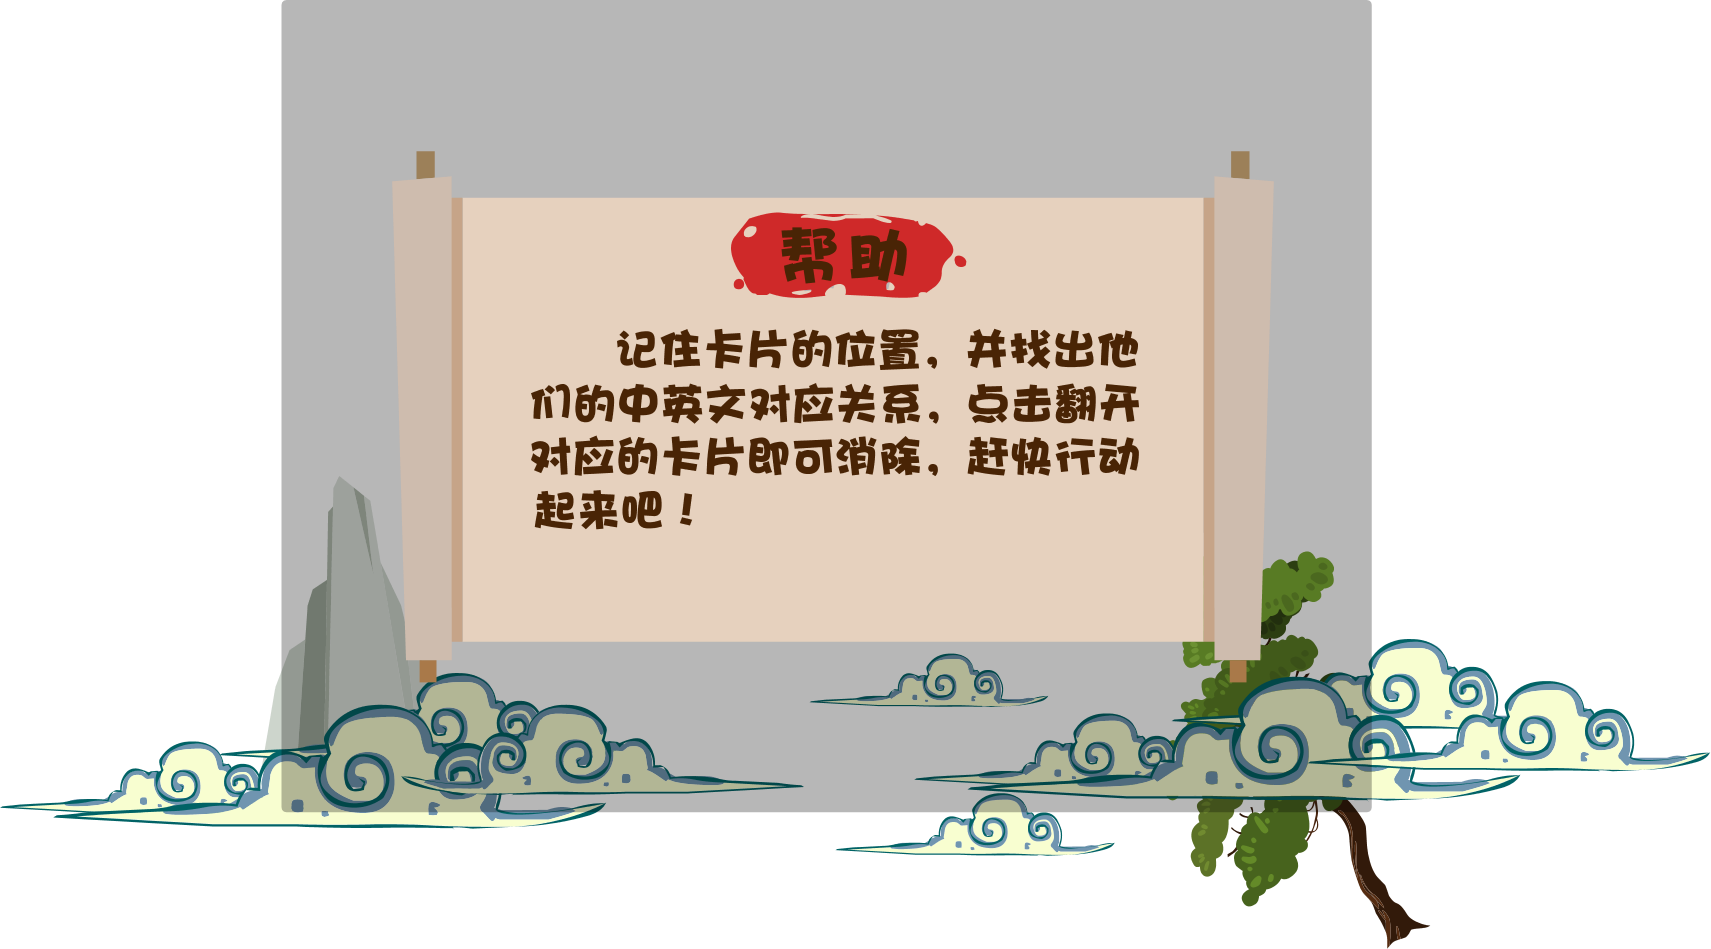 帮助
记住卡片的位置，并找出他
们的中英文对应关系，点击翻开
对应的卡片即可消除，赶快行动
起来吧！